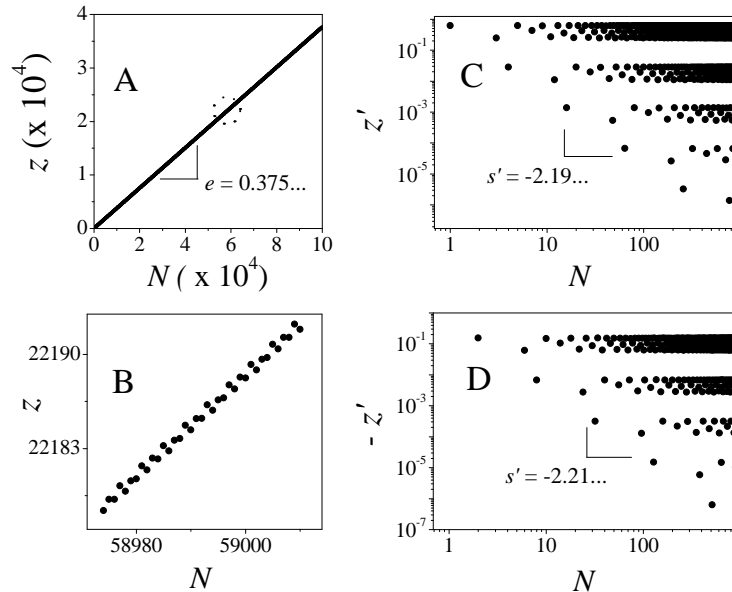 A
z (x 10^4)
4
3
2
1
0
e = 0.375...
0 2 4 6 8 10
N ( x 10^4)
C
z'
10^-1
10^-3
10^-5
s' = -2.19...
1 10 100
N
B
z
22190
22183
58980 59000
N
D
- z'
10^-1
10^-3
10^-5
10^-7
s' = -2.21...
1 10 100
N